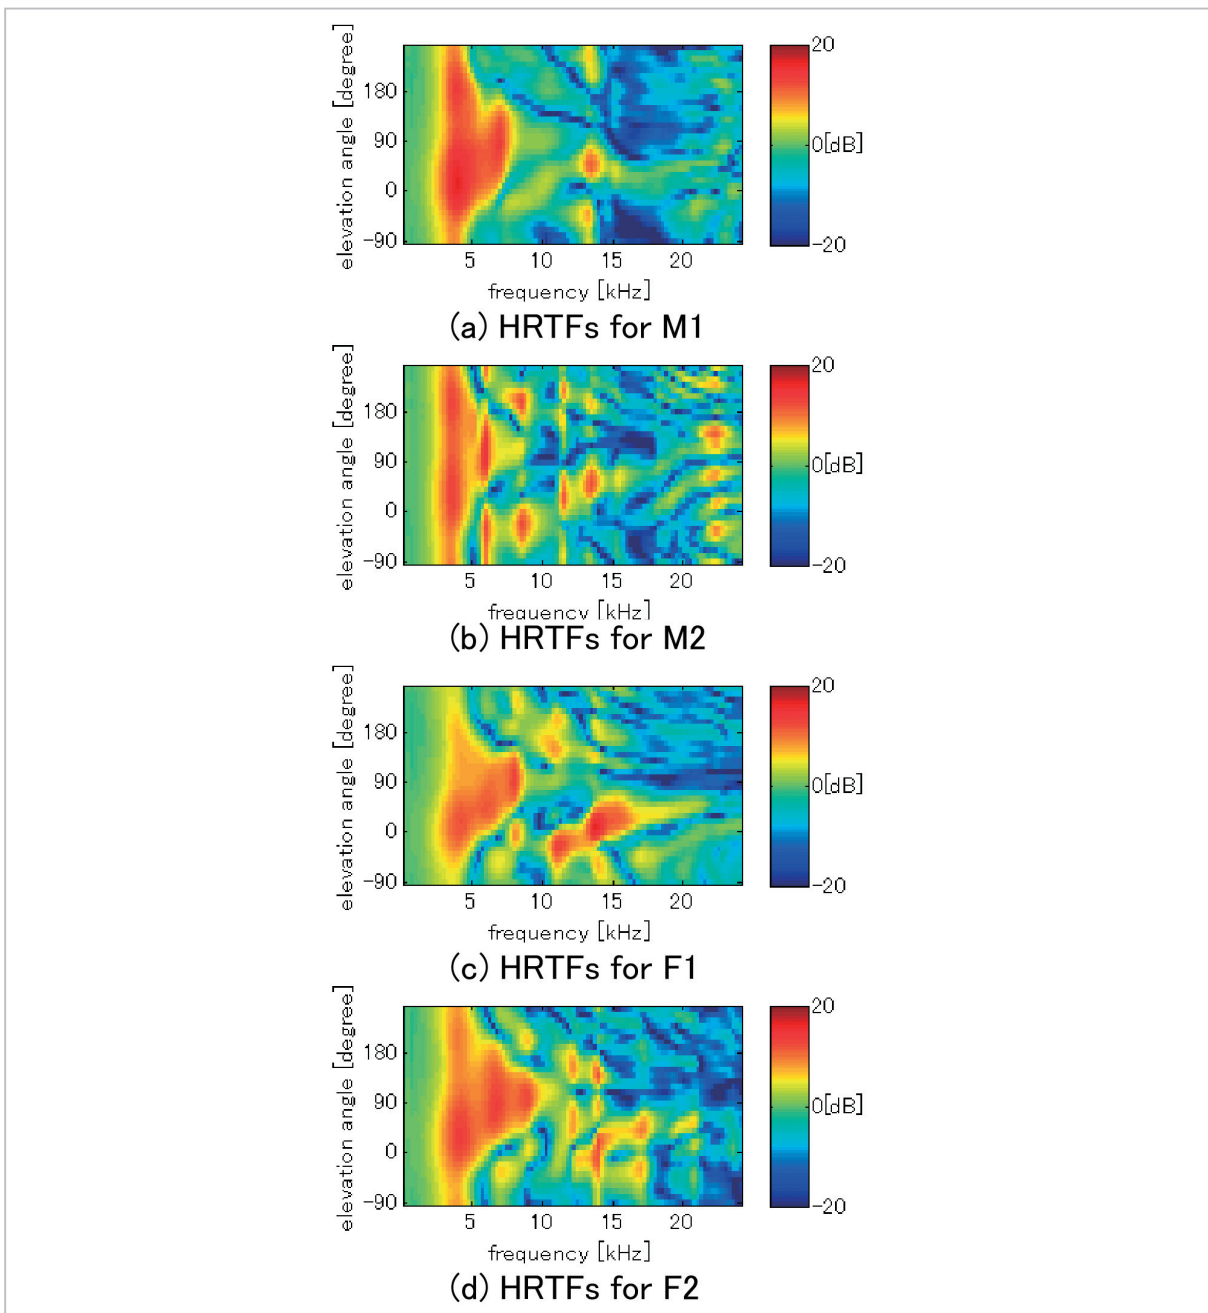 elevation angle [degree]
180
90
0
-90
5 10 15 20
frequency [kHz]
20
0[dB]
-20
(a) HRTFs for M1
elevation angle [degree]
180
90
0
-90
5 10 15 20
frequency [kHz]
20
0[dB]
-20
(b) HRTFs for M2
elevation angle [degree]
180
90
0
-90
5 10 15 20
frequency [kHz]
20
0[dB]
-20
(c) HRTFs for F1
elevation angle [degree]
180
90
0
-90
5 10 15 20
frequency [kHz]
20
0[dB]
-20
(d) HRTFs for F2